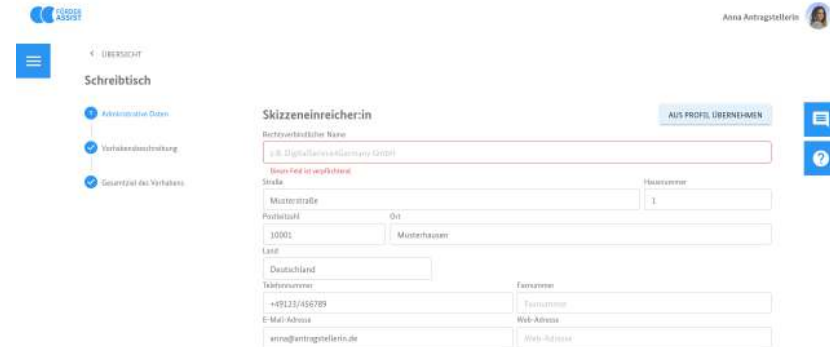 FÖRDER
ASSIST
Anna Antragstellerin
ÜBERSICHT
Schreibtisch
1 Administrative Daten
Vorhabensbeschreibung
Gesamtziel des Vorhabens
Skizzeneinreicher:in
AUS PROFIL ÜBERNEHMEN
Rechtsverbindlicher Name
z.B. DigitalService4Germany GmbH
Dieses Feld ist verpflichtend
Straße Hausnummer
Musterstraße 1
Postleitzahl Ort
10001 Musterhausen
Land
Deutschland
Telefonnummer Faxnummer
+49123/456789 Faxnummer
E-Mail-Adresse Web-Adresse
anna@antragstellerin.de Web-Adresse